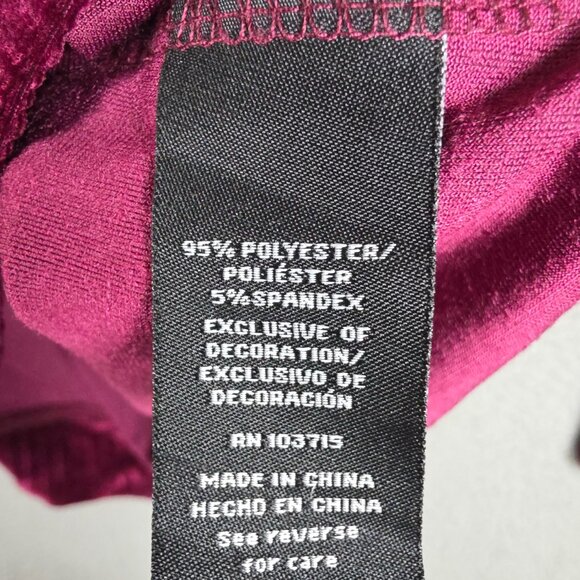 95% POLYESTER/
POLIÉSTER
5%SPANDEX
EXCLUSIVE OF
DECORATION/
EXCLUSIVO DE
DECORACIÓN
RN 103715
MADE IN CHINA
HECHO EN CHINA
See reverse
for care